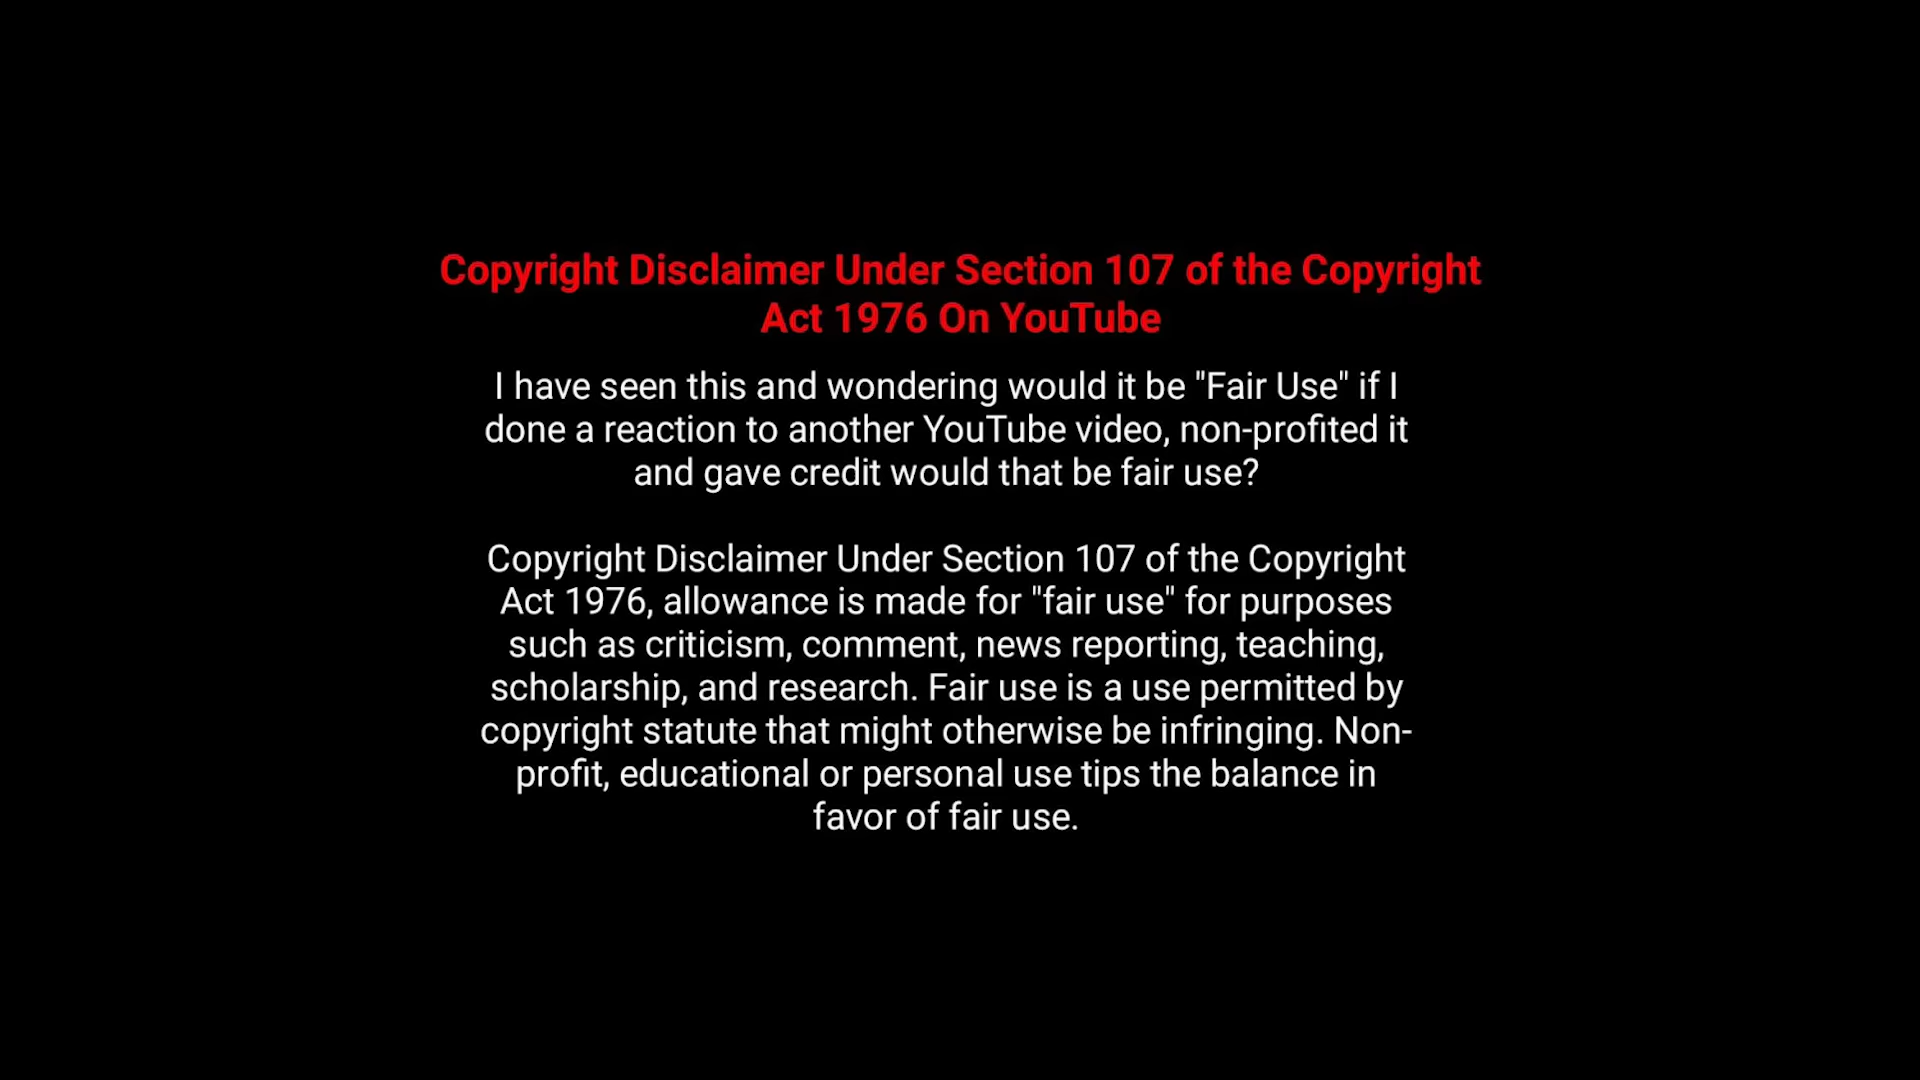 Copyright Disclaimer Under Section 107 of the Copyright
Act 1976 On YouTube
I have seen this and wondering would it be "Fair Use" if I
done a reaction to another YouTube video, non-profited it
and gave credit would that be fair use?
Copyright Disclaimer Under Section 107 of the Copyright
Act 1976, allowance is made for "fair use" for purposes
such as criticism, comment, news reporting, teaching,
scholarship, and research. Fair use is a use permitted by
copyright statute that might otherwise be infringing. Non-
profit, educational or personal use tips the balance in
favor of fair use.